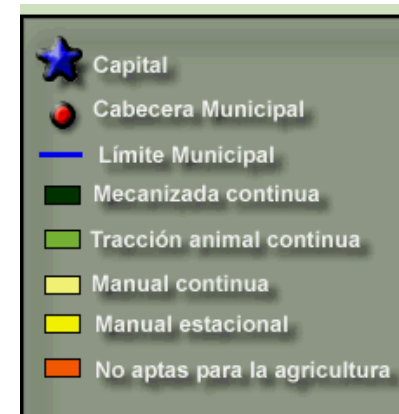 Capital
Cabecera Municipal
Límite Municipal
Mecanizada continua
Tracción animal continua
Manual continua
Manual estacional
No aptas para la agricultura